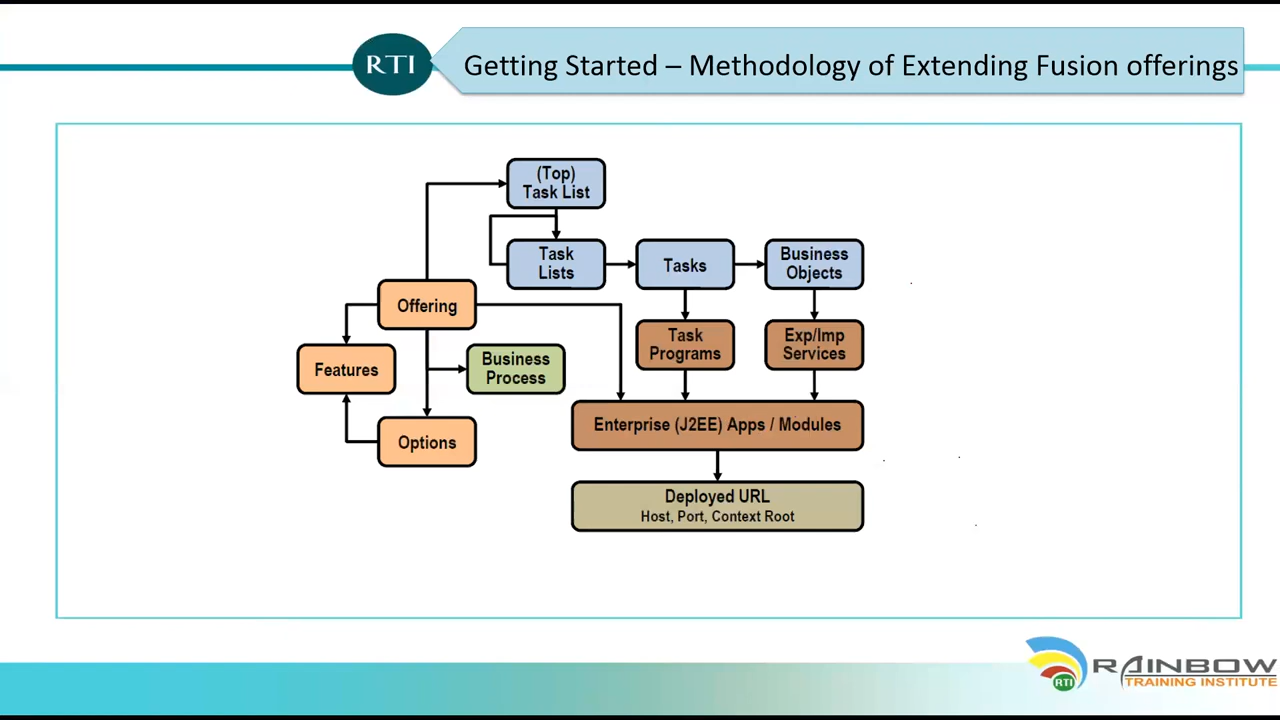 RTI
Getting Started – Methodology of Extending Fusion offerings
(Top)
Task List
Task
Lists
Tasks
Business
Objects
Offering
Task
Programs
Exp/Imp
Services
Features
Business
Process
Options
Enterprise (J2EE) Apps / Modules
Deployed URL
Host, Port, Context Root
RTI
RAINBOW
TRAINING INSTITUTE